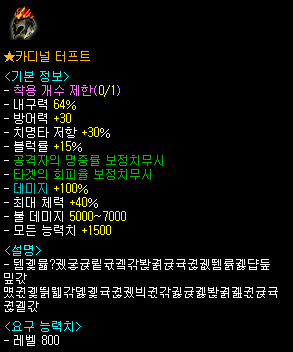 ★카디널 터프트
<기본 정보>
- 착용 개수 제한(0/1)
- 내구력 64%
- 방어력 +30
- 치명타 저항 +30%
- 블럭률 +15%
- 공격자의 명중률 보정치무시
- 타겟의 회피율 보정치무시
- 데미지 +100%
- 최대 체력 +40%
- 불 데미지 5000~7000
- 모든 능력치 +1500
<설명>
<요구 능력치>
- 레벨 800